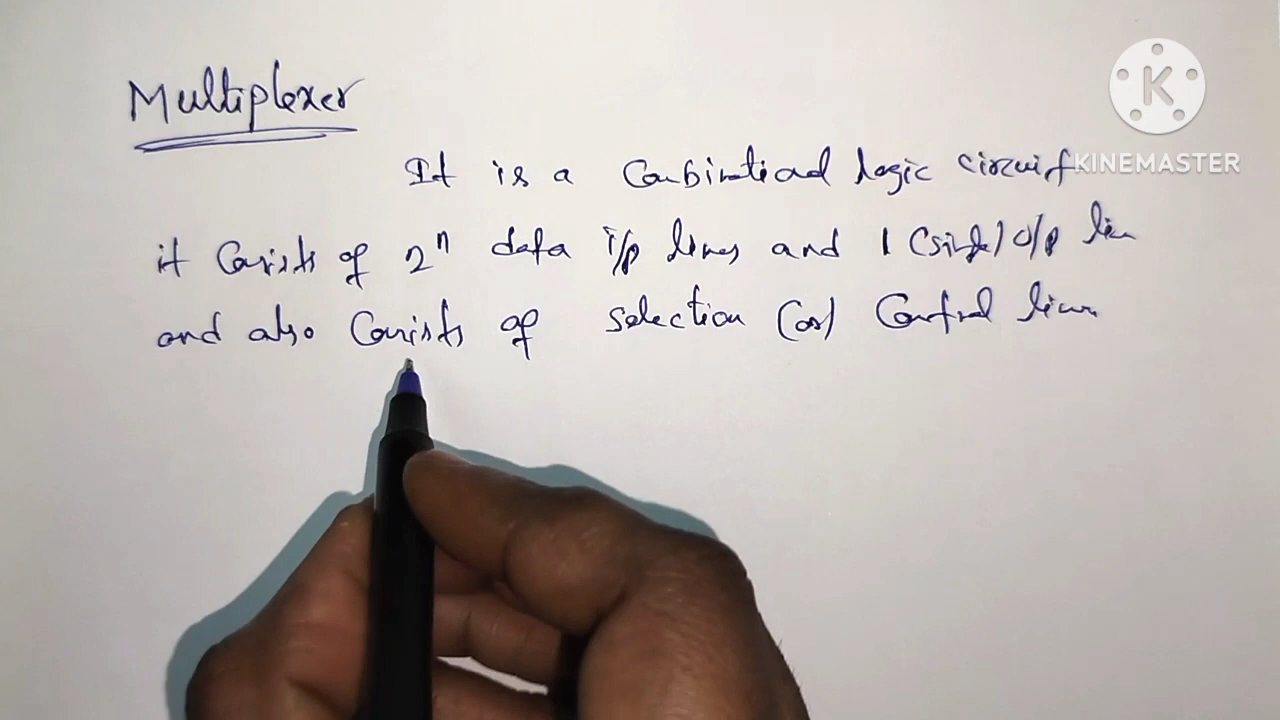 Multiplexer
It is a Combinational logic circuit
KINEMASTER
it Consists of 2ⁿ data i/p lines and 1 (single) o/p line
and also Consists of selection (or) Control lines